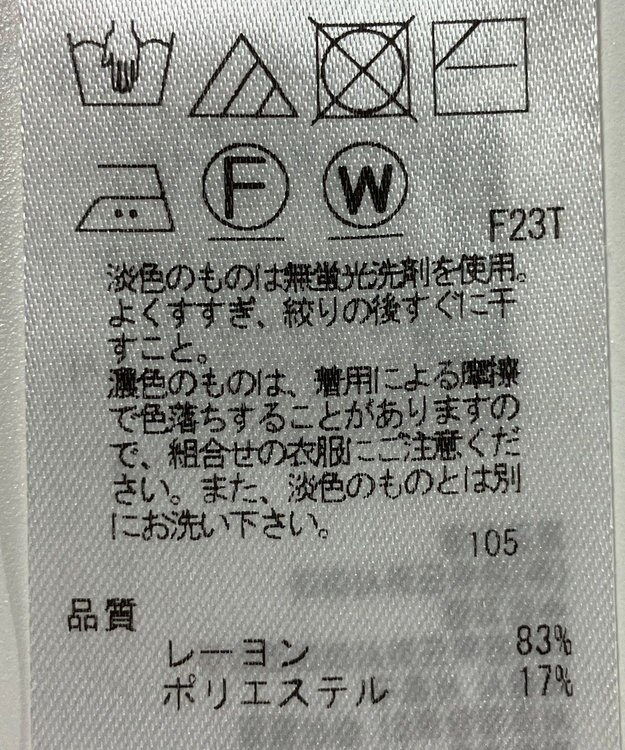 F
W
F23T
淡色のものは無蛍光洗剤を使用。
よくすすぎ、絞りの後すぐに干
すこと。
濃色のものは、着用による摩擦
で色落ちすることがありますの
で、組合せの衣服にご注意くだ
さい。また、淡色のものとは別
にお洗い下さい。
105
品質
レーヨン 83%
ポリエステル 17%